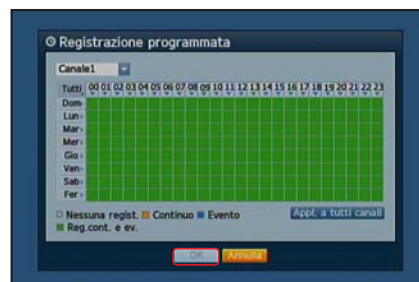 Registrazione programmata
Canale1
Tutti 00 01 02 03 04 05 06 07 08 09 10 11 12 13 14 15 16 17 18 19 20 21 22 23
Dom
Lun
Mar
Mer
Gio
Ven
Sab
Fer
Nessuna regist. Continuo Evento Appl. a tutti canali
Reg.cont. e ev.
OK Annulla